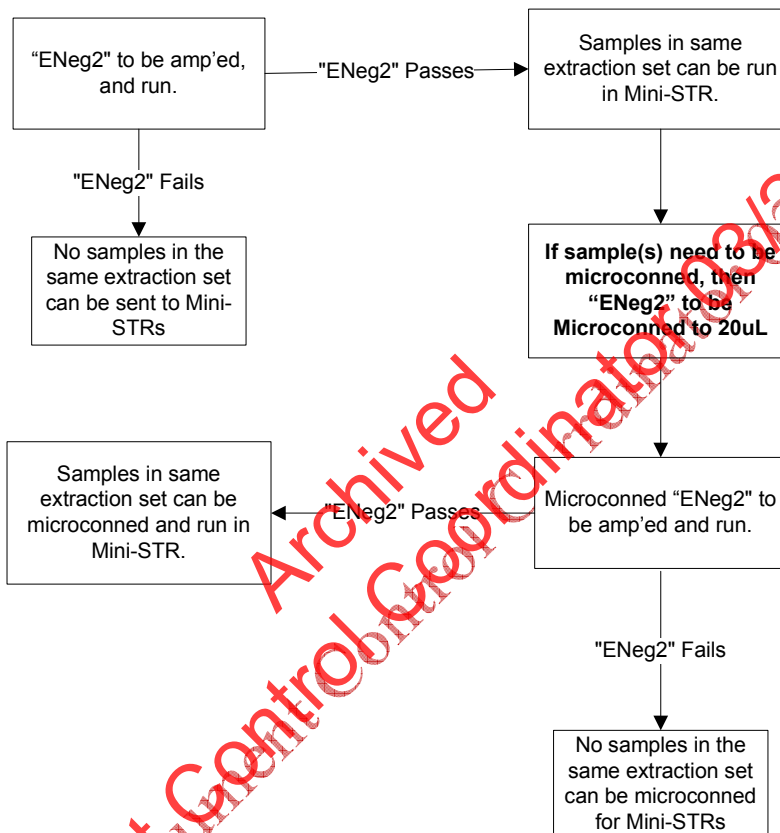 “ENeg2" to be amp'ed,
and run.
"ENeg2" Passes
Samples in same
extraction set can be run
in Mini-STR.
"ENeg2" Fails
No samples in the
same extraction set
can be sent to Mini-
STRs
If sample(s) need to be
microconned, then
“ENeg2” to be
Microconned to 20uL
Samples in same
extraction set can be
microconned and run in
Mini-STR.
"ENeg2" Passes
Microconned “ENeg2" to
be amp'ed and run.
"ENeg2" Fails
No samples in the
same extraction set
can be microconned
for Mini-STRs
Archived
Control Coordinator 03/
Control